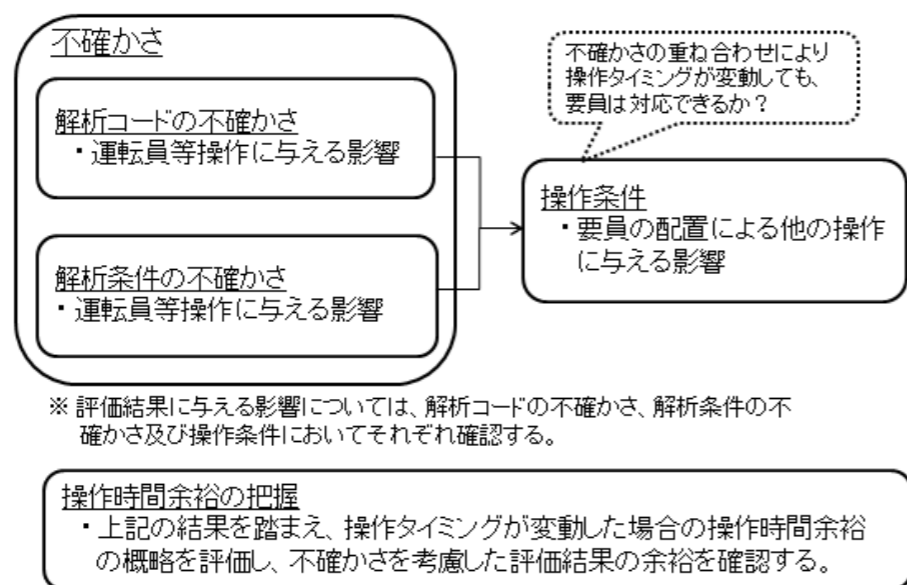 不確かさ
解析コードの不確かさ
・運転員等操作に与える影響
解析条件の不確かさ
・運転員等操作に与える影響
不確かさの重ね合わせにより
操作タイミングが変動しても、
要員は対応できるか？
操作条件
・要員の配置による他の操作
に与える影響
※ 評価結果に与える影響については、解析コードの不確かさ、解析条件の不
確かさ及び操作条件においてそれぞれ確認する。
操作時間余裕の把握
・上記の結果を踏まえ、操作タイミングが変動した場合の操作時間余裕
の概略を評価し、不確かさを考慮した評価結果の余裕を確認する。